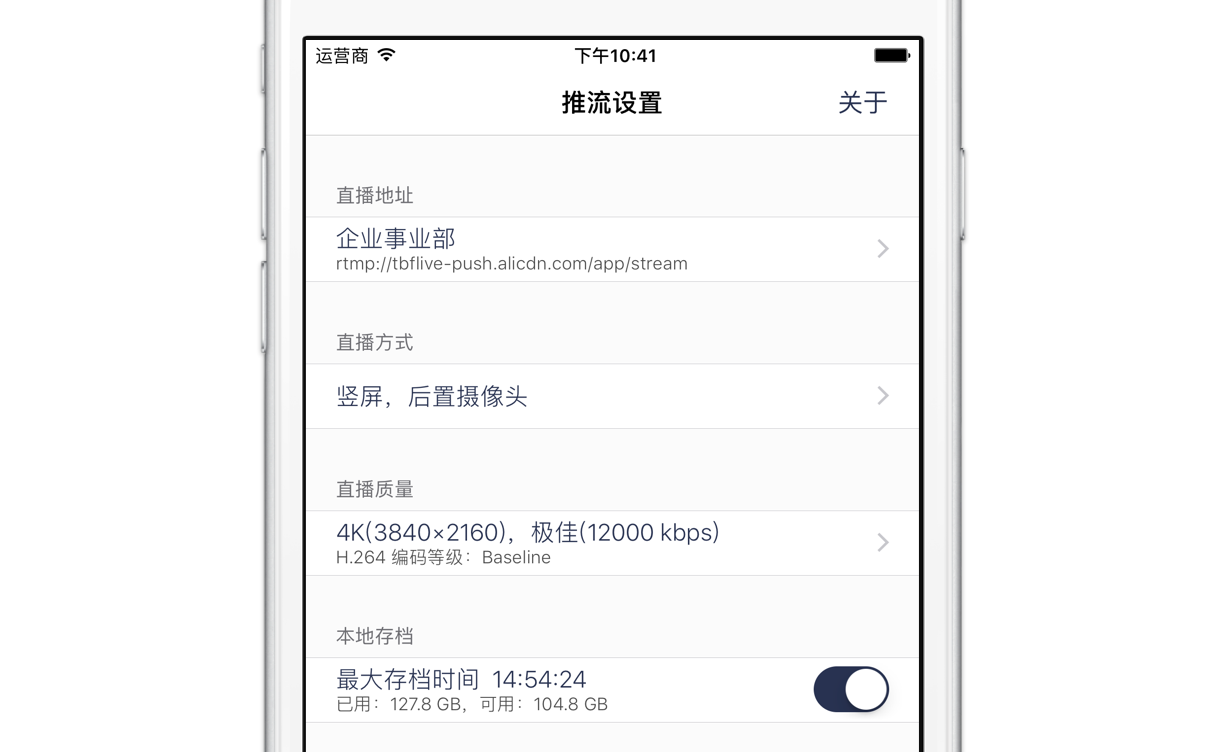 运营商
下午10:41
推流设置
关于
直播地址
企业事业部
rtmp://tbflive-push.alicdn.com/app/stream
直播方式
竖屏，后置摄像头
直播质量
4K(3840×2160)，极佳(12000 kbps)
H.264 编码等级：Baseline
本地存档
最大存档时间 14:54:24
已用：127.8 GB，可用：104.8 GB